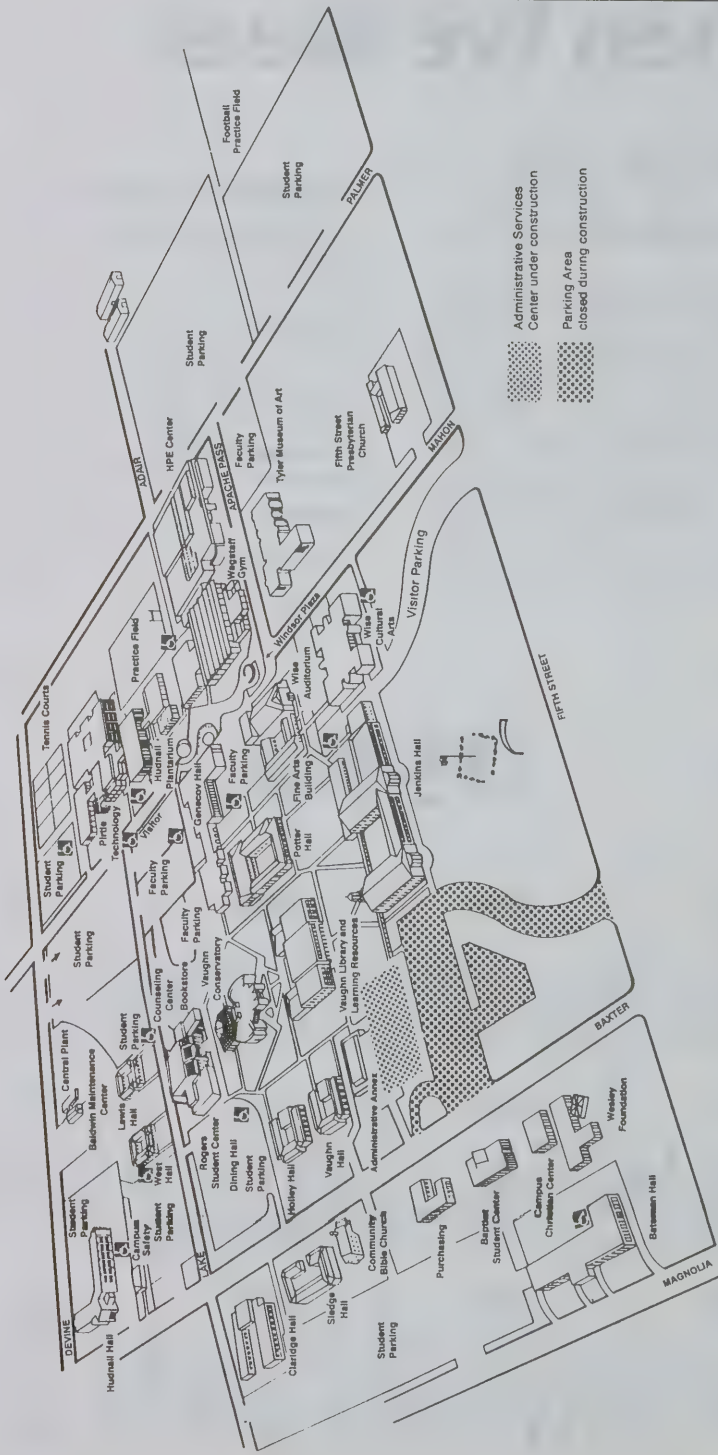 Football
Practice Field
Student
Parking
PALMER
Student
Parking
ADAIR
HPE Center
APACHE PASS
Faculty
Parking
Tyler Museum of Art
Fifth Street
Presbyterian
Church
MAHON
Administrative Services
Center under construction
Parking Area
closed during construction
Tennis Courts
Practice Field
Wagstaff
Gym
Windsor Plaza
Visitor Parking
Wise
Cultural
Arts
Wise
Auditorium
FIFTH STREET
Student
Parking
Pirtle
Technology
Hudnall
Plantarium
Visitor
Genecov Hall
Faculty
Parking
Fine Arts
Building
Jenkins Hall
Faculty
Parking
Potter
Hall
Student
Parking
Faculty
Parking
Counseling
Center
Bookstore
Vaughn
Conservatory
Vaughn Library and
Learning Resources
Central Plant
Baldwin Maintenance
Center
Lewis
Hall
Student
Parking
West
Hall
Rogers
Student Center
Dining Hall
Student
Parking
Holley Hall
Vaughn
Hall
Administrative Annex
BAXTER
Student
Parking
Campus
Safety
Student
Parking
LAKE
DEVINE
Hudnall Hall
Claridge Hall
Sledge
Hall
Community
Bible Church
Purchasing
Baptist
Student Center
Campus
Christian Center
Wesley
Foundation
Student
Parking
Bateman Hall
MAGNOLIA